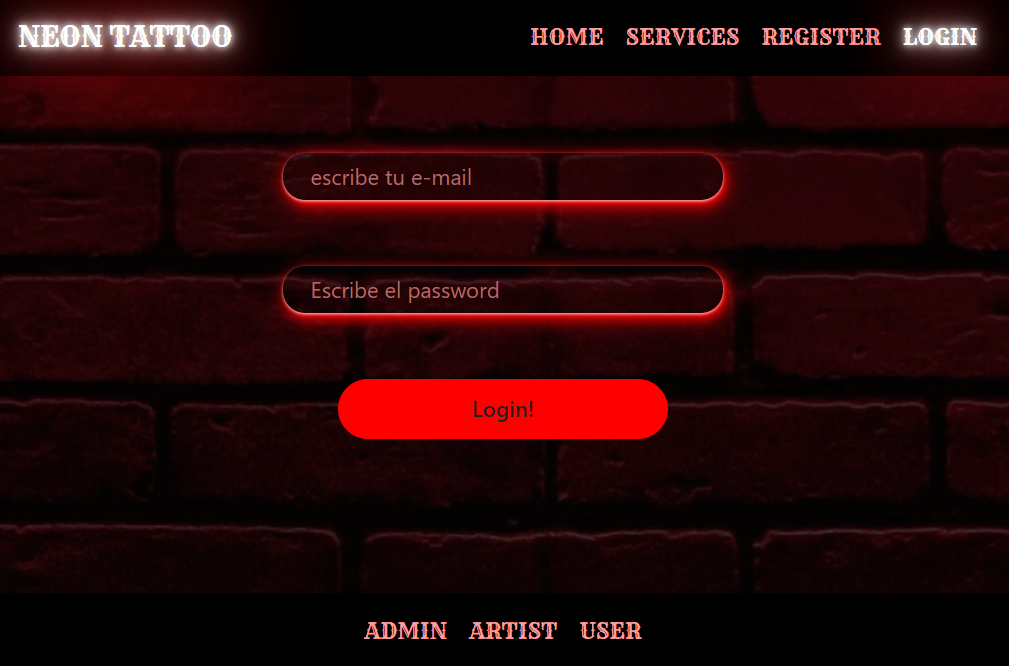 NEON TATTOO
HOME SERVICES REGISTER LOGIN
escribe tu e-mail
Escribe el password
Login!
ADMIN ARTIST USER